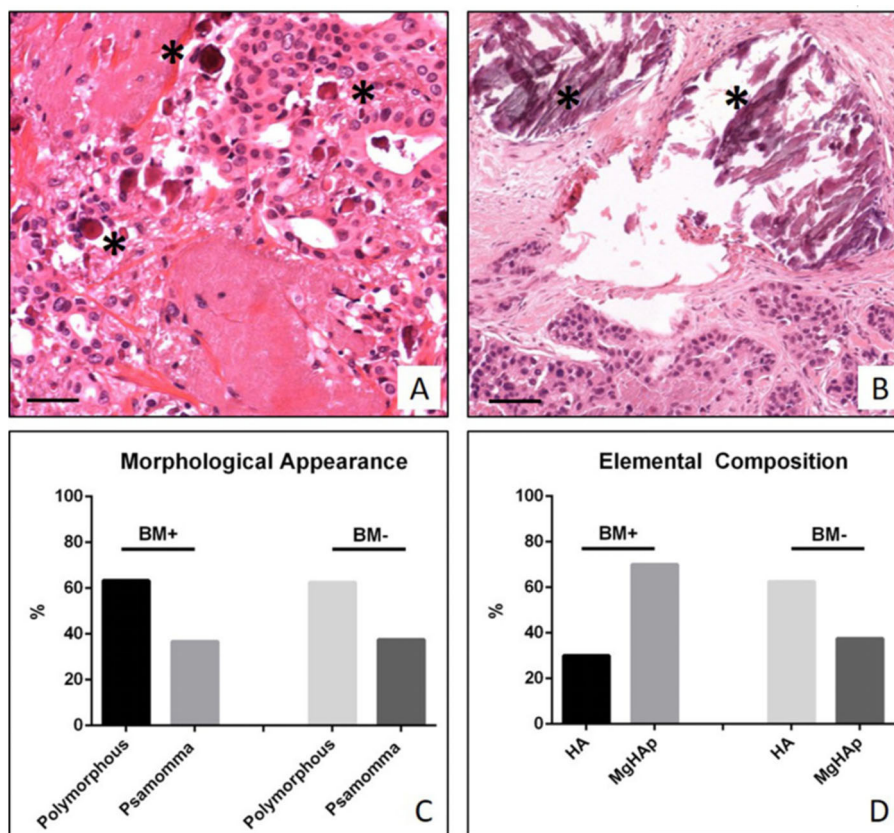 *
*
*
A
*
*
B
Morphological Appearance
100
80
60
40
20
0
%
BM+
BM-
Polymorphous
Psamomma
Polymorphous
Psamomma
C
Elemental Composition
100
80
60
40
20
0
%
BM+
BM-
HA
MgHAp
HA
MgHAp
D